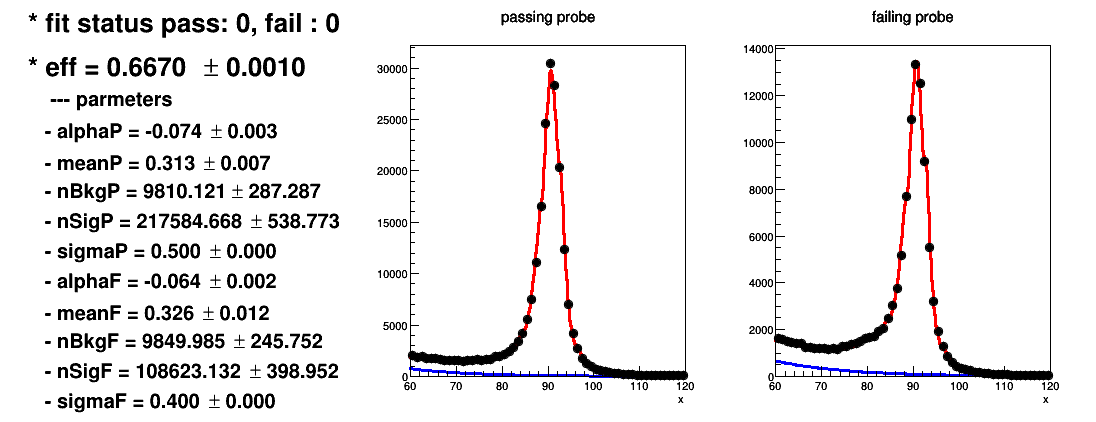 * fit status pass: 0, fail : 0
* eff = 0.6670 ± 0.0010
--- parmeters
- alphaP = -0.074 ± 0.003
- meanP = 0.313 ± 0.007
- nBkgP = 9810.121 ± 287.287
- nSigP = 217584.668 ± 538.773
- sigmaP = 0.500 ± 0.000
- alphaF = -0.064 ± 0.002
- meanF = 0.326 ± 0.012
- nBkgF = 9849.985 ± 245.752
- nSigF = 108623.132 ± 398.952
- sigmaF = 0.400 ± 0.000
passing probe
30000
25000
20000
15000
10000
5000
0
60 70 80 90 100 110 120
x
failing probe
14000
12000
10000
8000
6000
4000
2000
0
60 70 80 90 100 110 120
x